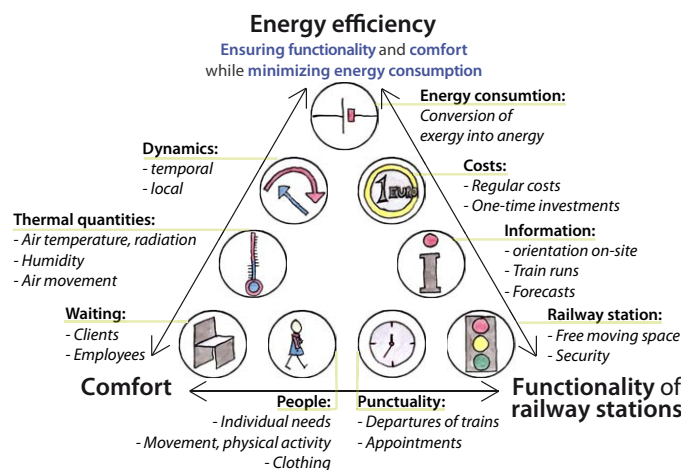 Energy efficiency
Ensuring functionality and comfort
while minimizing energy consumption
Energy consumtion:
Conversion of
exergy into anergy
Dynamics:
- temporal
- local
Costs:
- Regular costs
- One-time investments
1 EURO
Thermal quantities:
- Air temperature, radiation
- Humidity
- Air movement
Information:
- orientation on-site
- Train runs
- Forecasts
i
Waiting:
- Clients
- Employees
Railway station:
- Free moving space
- Security
Comfort
Functionality of
railway stations
People:
- Individual needs
- Movement, physical activity
- Clothing
Punctuality:
- Departures of trains
- Appointments